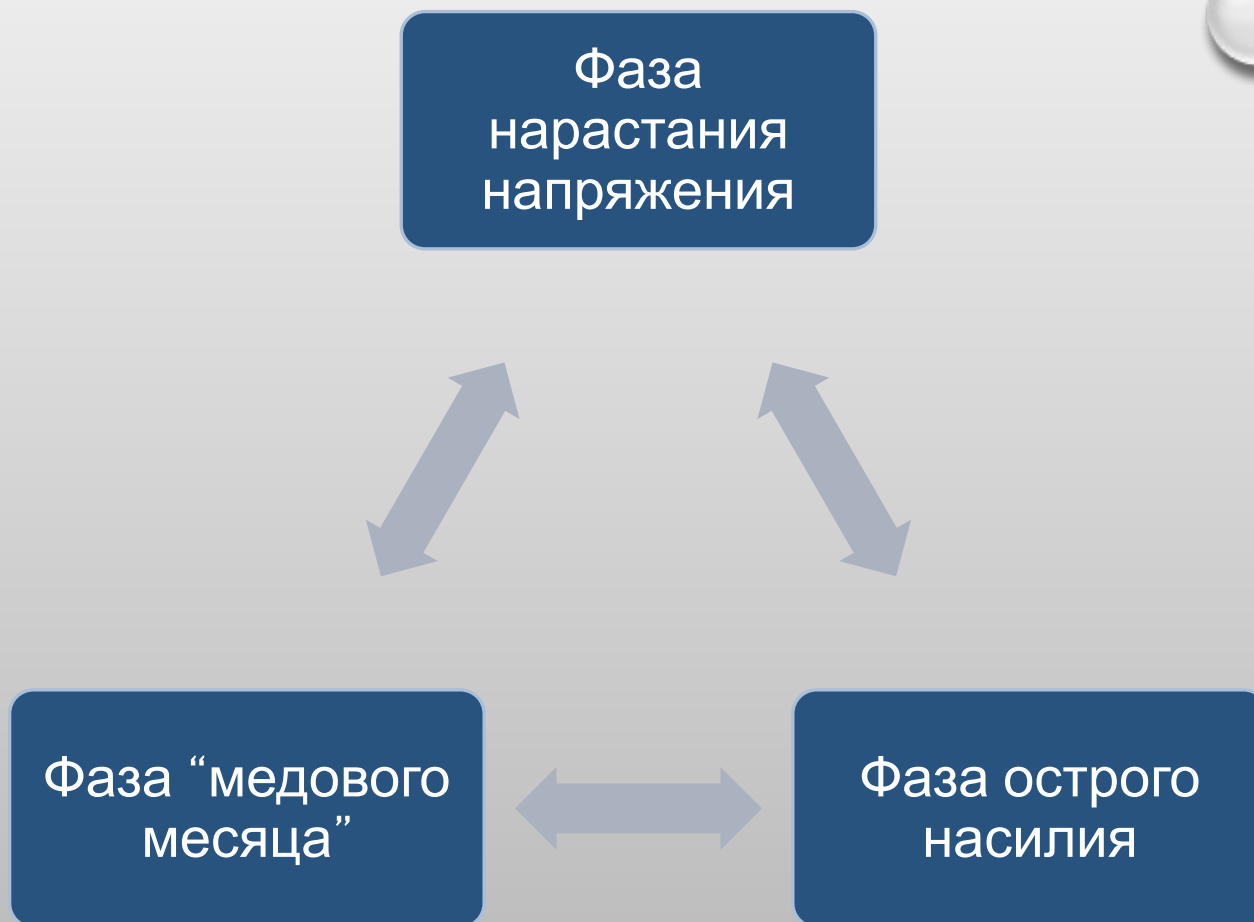 Фаза
нарастания
напряжения
Фаза “медового
месяца”
Фаза острого
насилия